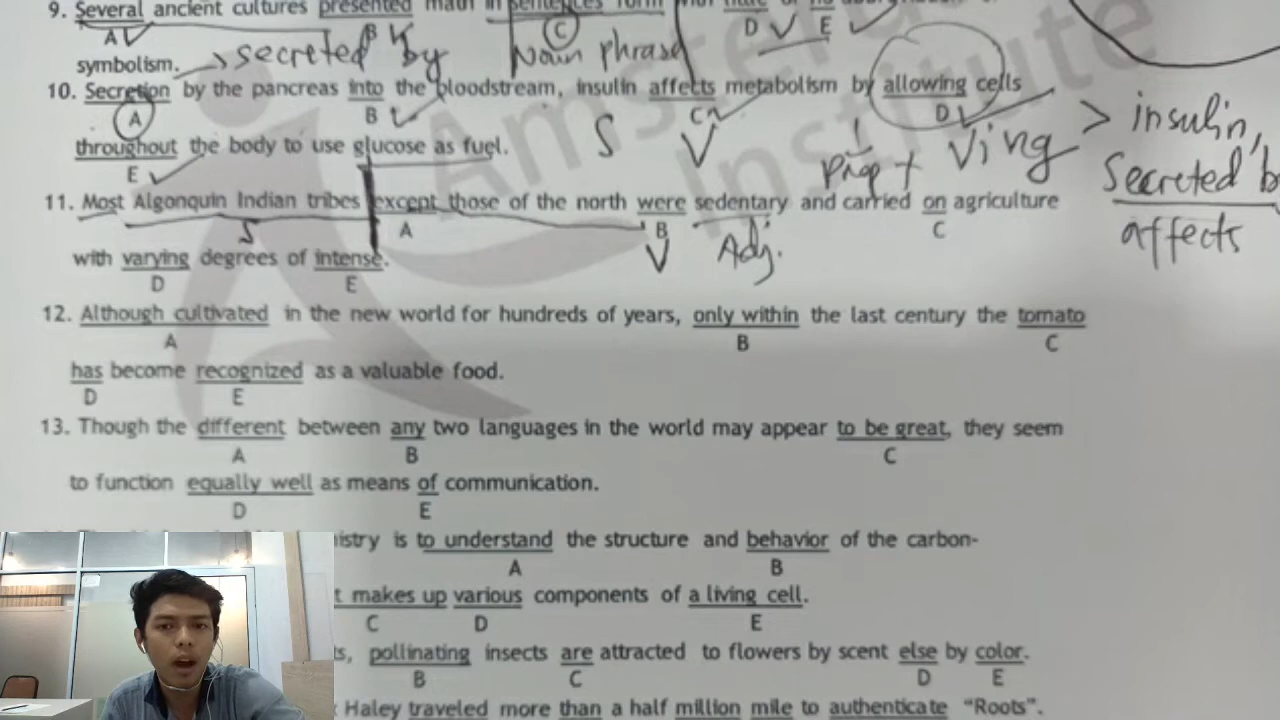 9. Several ancient cultures presented math in sentences form
A B C D E
secreted by
Noun phrase
symbolism.
10. Secretion by the pancreas into the bloodstream, insulin affects metabolism by allowing cells
A B C D
insulin,
S V Prep + Ving
throughout the body to use glucose as fuel.
E
Secreted b
affects
11. Most Algonquin Indian tribes except those of the north were sedentary and carried on agriculture
A B C
S V Adj.
with varying degrees of intense.
D E
12. Although cultivated in the new world for hundreds of years, only within the last century the tomato
A B C
has become recognized as a valuable food.
D E
13. Though the different between any two languages in the world may appear to be great, they seem
A B C
to function equally well as means of communication.
D E
istry is to understand the structure and behavior of the carbon-
A B
t makes up various components of a living cell.
C D E
ts, pollinating insects are attracted to flowers by scent else by color.
B C D E
Haley traveled more than a half million mile to authenticate "Roots".
Amsterd
Institute